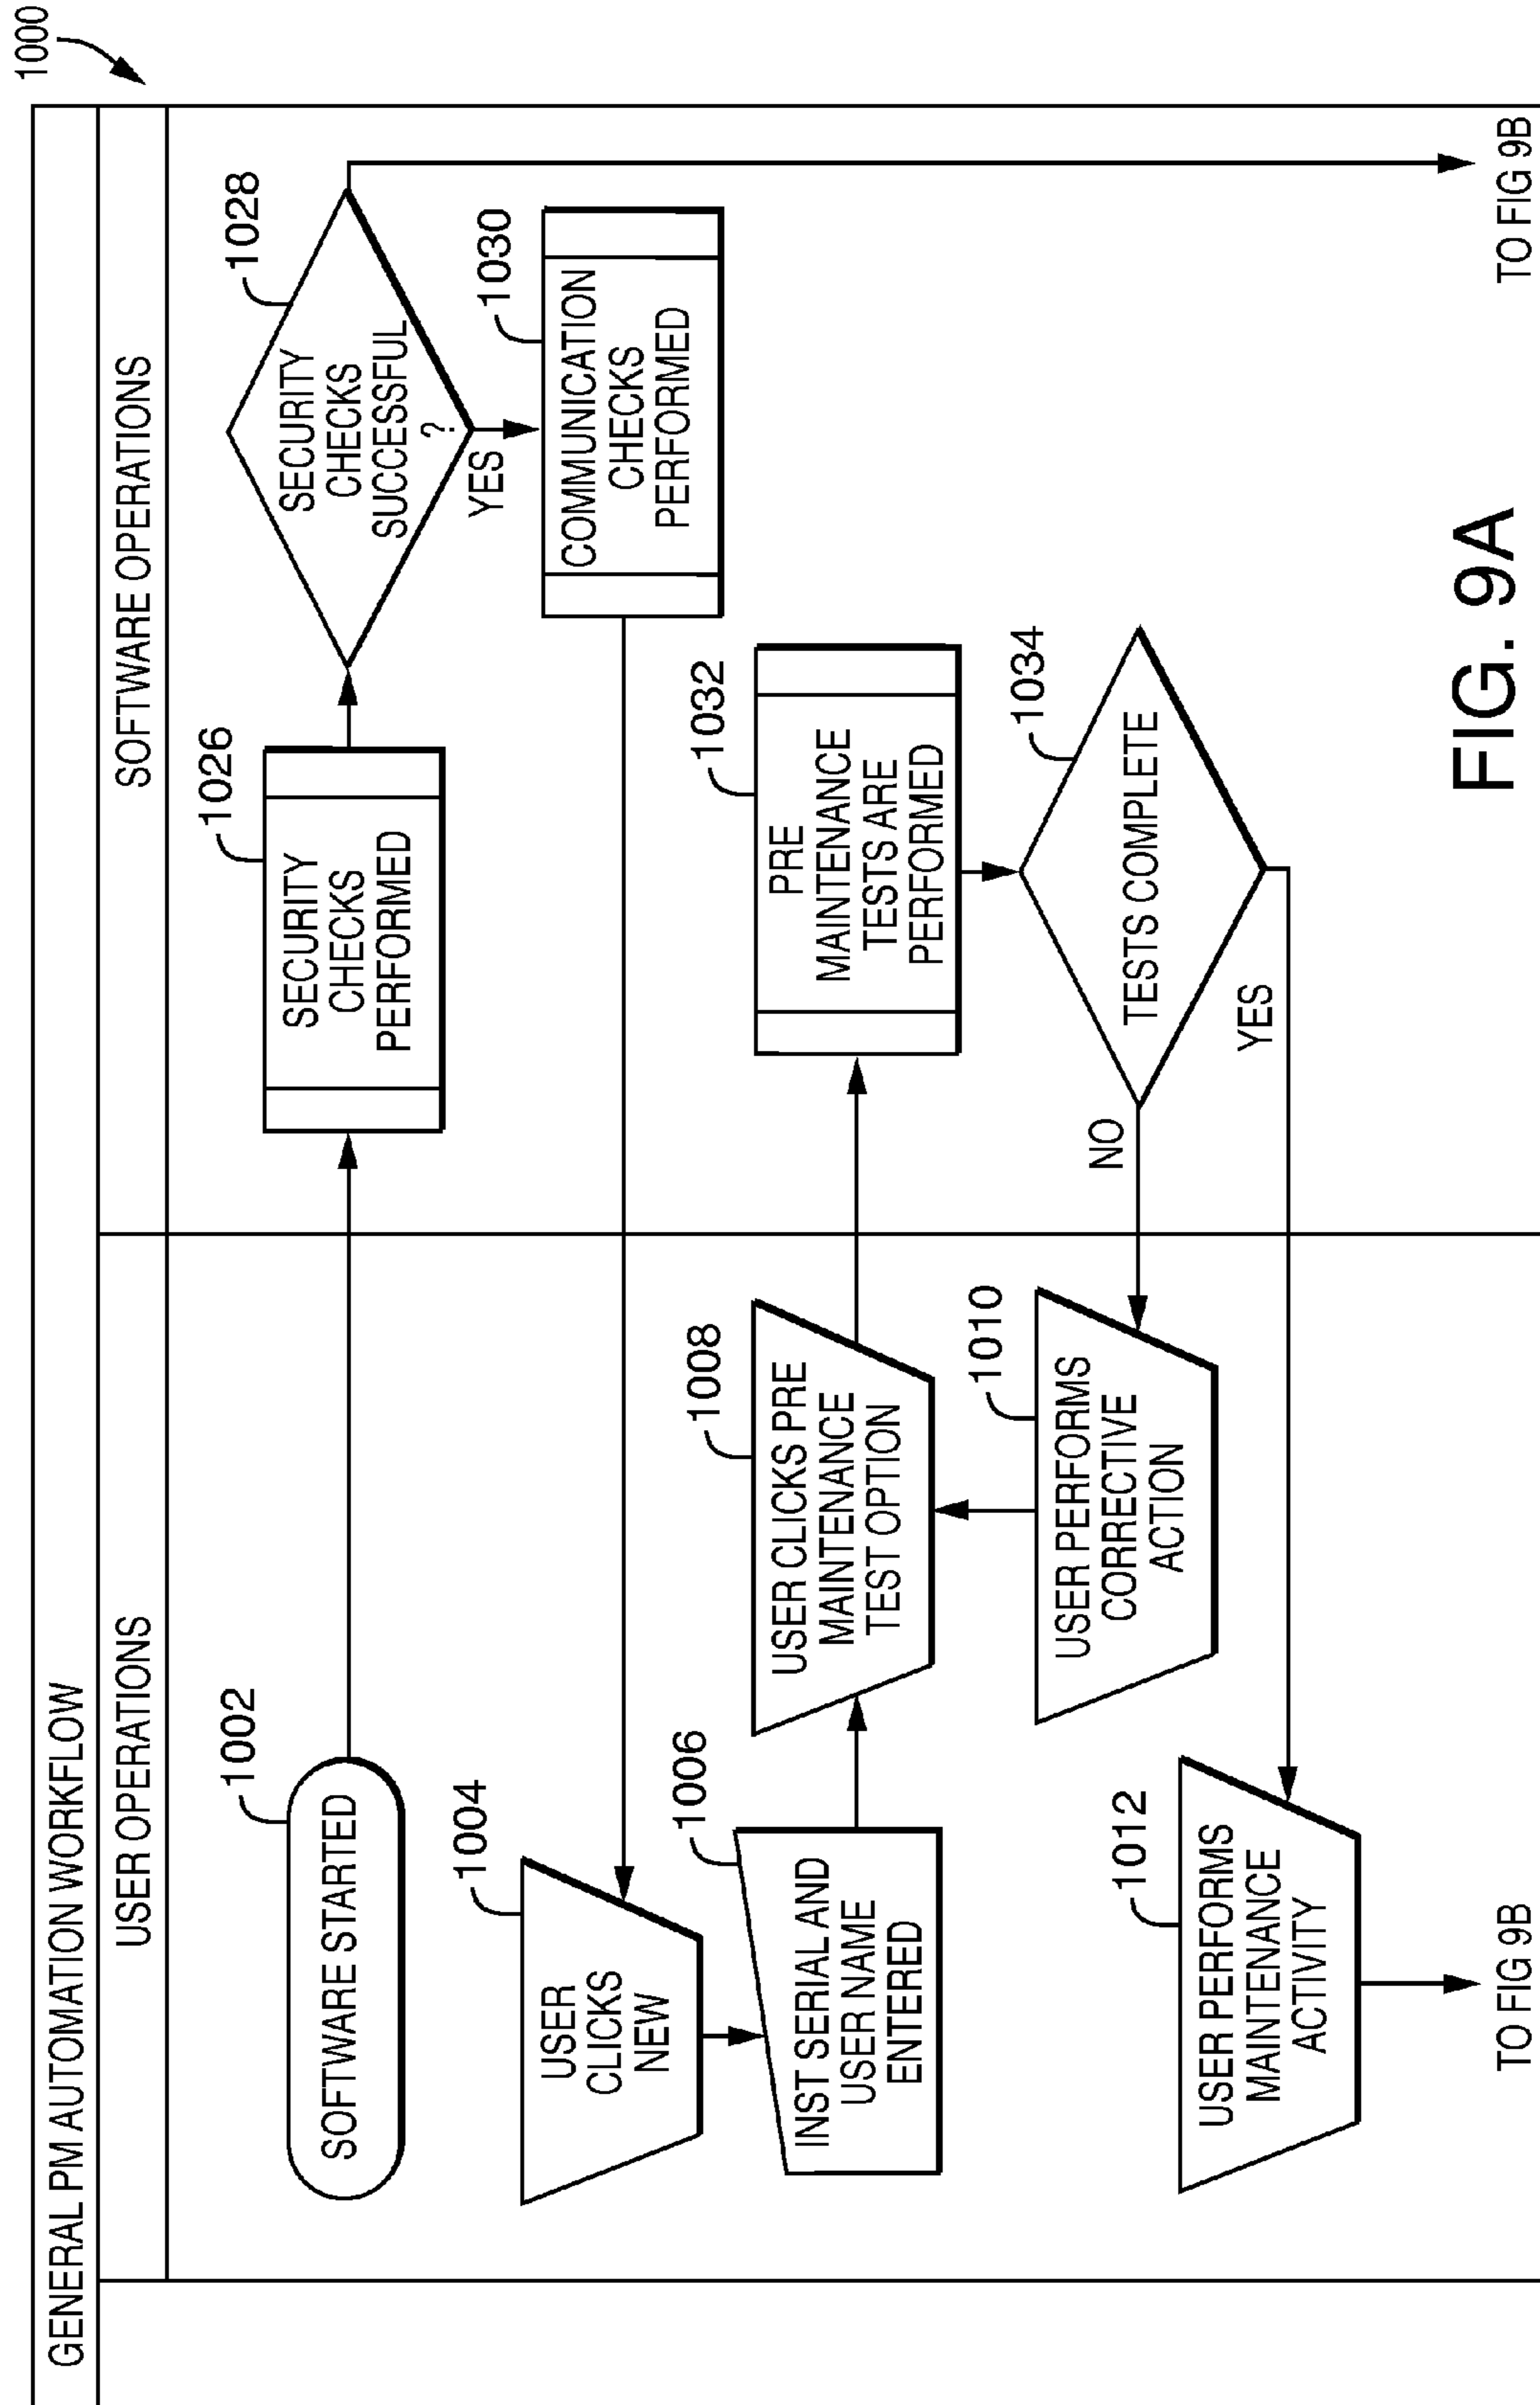 1000
GENERAL PM AUTOMATION WORKFLOW
USER OPERATIONS
SOFTWARE OPERATIONS
1002
SOFTWARE STARTED
1026
SECURITY
CHECKS
PERFORMED
1028
SECURITY
CHECKS
SUCCESSFUL
?
YES
1030
COMMUNICATION
CHECKS
PERFORMED
1004
USER
CLICKS
NEW
1006
INST SERIAL AND
USER NAME
ENTERED
1008
USER CLICKS PRE
MAINTENANCE
TEST OPTION
1032
PRE
MAINTENANCE
TESTS ARE
PERFORMED
1034
TESTS COMPLETE
NO
YES
1010
USER PERFORMS
CORRECTIVE
ACTION
1012
USER PERFORMS
MAINTENANCE
ACTIVITY
TO FIG 9B
TO FIG 9B
FIG. 9A